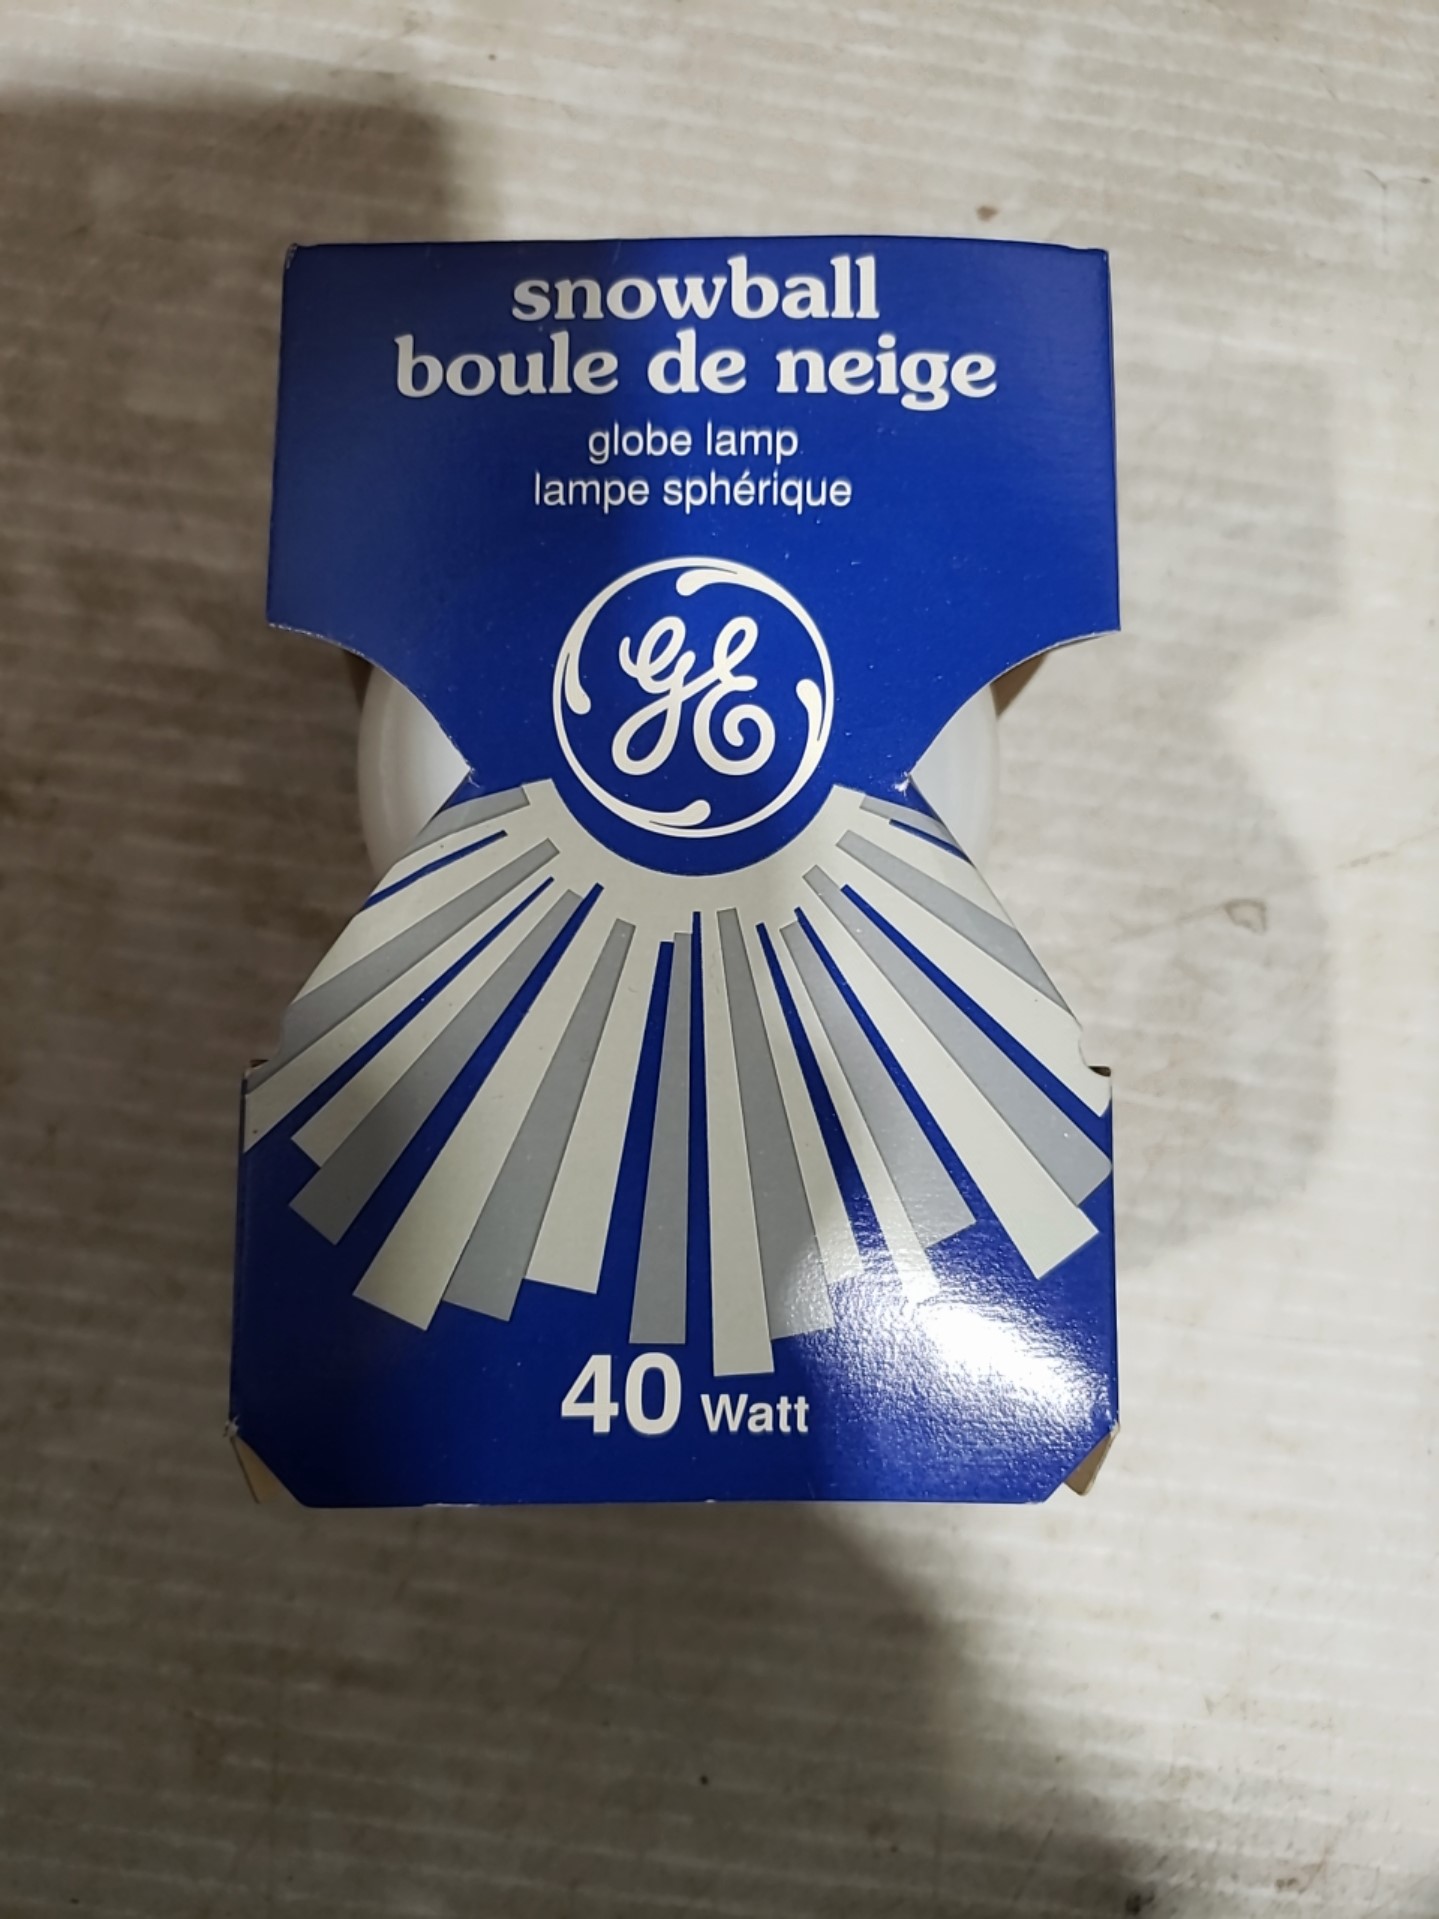 snowball
boule de neige
globe lamp
lampe sphérique
GE
40 Watt